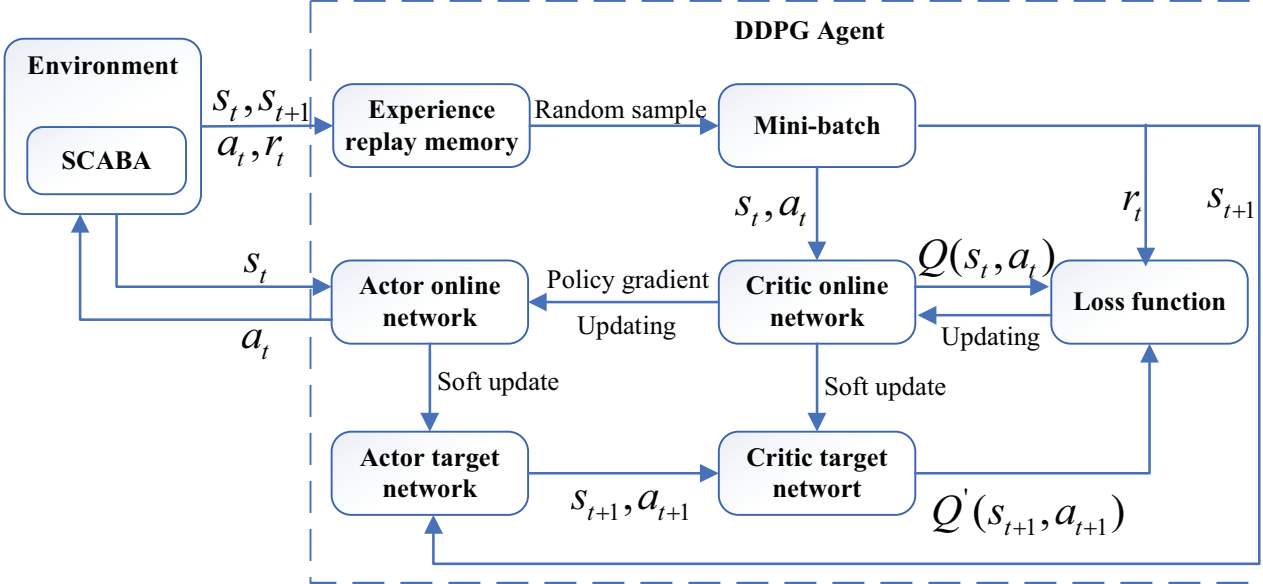 DDPG Agent
Environment
SCABA
s_t, s_{t+1}
a_t, r_t
Experience
replay memory
Random sample
Mini-batch
s_t, a_t
r_t
s_{t+1}
s_t
a_t
Actor online
network
Policy gradient
Updating
Critic online
network
Q(s_t, a_t)
Updating
Loss function
Soft update
Soft update
Actor target
network
s_{t+1}, a_{t+1}
Critic target
networt
Q'(s_{t+1}, a_{t+1})